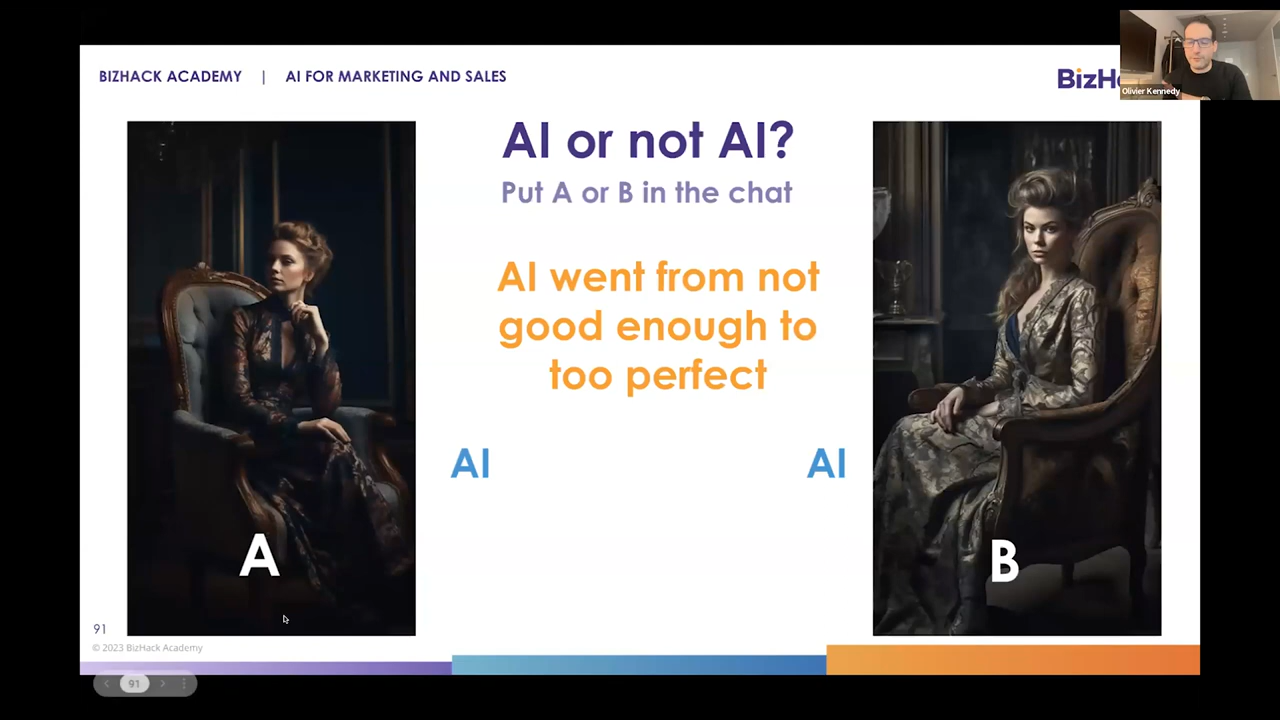 BIZHACK ACADEMY | AI FOR MARKETING AND SALES
Olivier Kennedy
AI or not AI?
Put A or B in the chat
AI went from not
good enough to
too perfect
AI
AI
A
B
91
© 2023 BizHack Academy
91